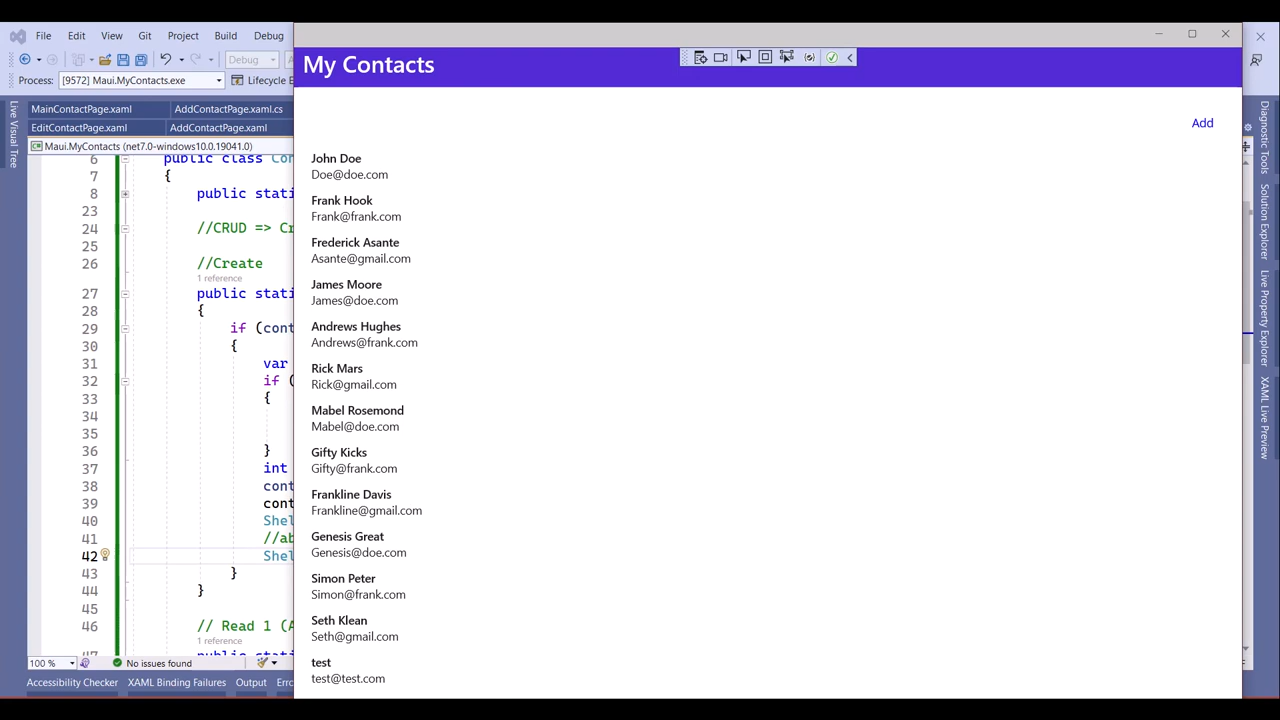 File Edit View Git Project Build Debug
Debug
Process: [9572] Maui.MyContacts.exe Lifecycle E
MainContactPage.xaml AddContactPage.xaml.cs
EditContactPage.xaml AddContactPage.xaml
Maui.MyContacts (net7.0-windows10.0.19041.0)
Live Visual Tree
6 public class Con
7 {
8 public stati
23
24 //CRUD => Cr
25
26 //Create
1 reference
27 public stati
28 {
29 if (cont
30 {
31 var
32 if (
33 {
34
35
36 }
37 int
38 cont
39 cont
40 Shel
41 //ab
42 Shel
43 }
44 }
45
46 // Read 1 (A
1 reference
100 % No issues found
Accessibility Checker XAML Binding Failures Output Erro
My Contacts
Add
John Doe
Doe@doe.com
Frank Hook
Frank@frank.com
Frederick Asante
Asante@gmail.com
James Moore
James@doe.com
Andrews Hughes
Andrews@frank.com
Rick Mars
Rick@gmail.com
Mabel Rosemond
Mabel@doe.com
Gifty Kicks
Gifty@frank.com
Frankline Davis
Frankline@gmail.com
Genesis Great
Genesis@doe.com
Simon Peter
Simon@frank.com
Seth Klean
Seth@gmail.com
test
test@test.com
Diagnostic Tools
Solution Explorer
Live Property Explorer
XAML Live Preview